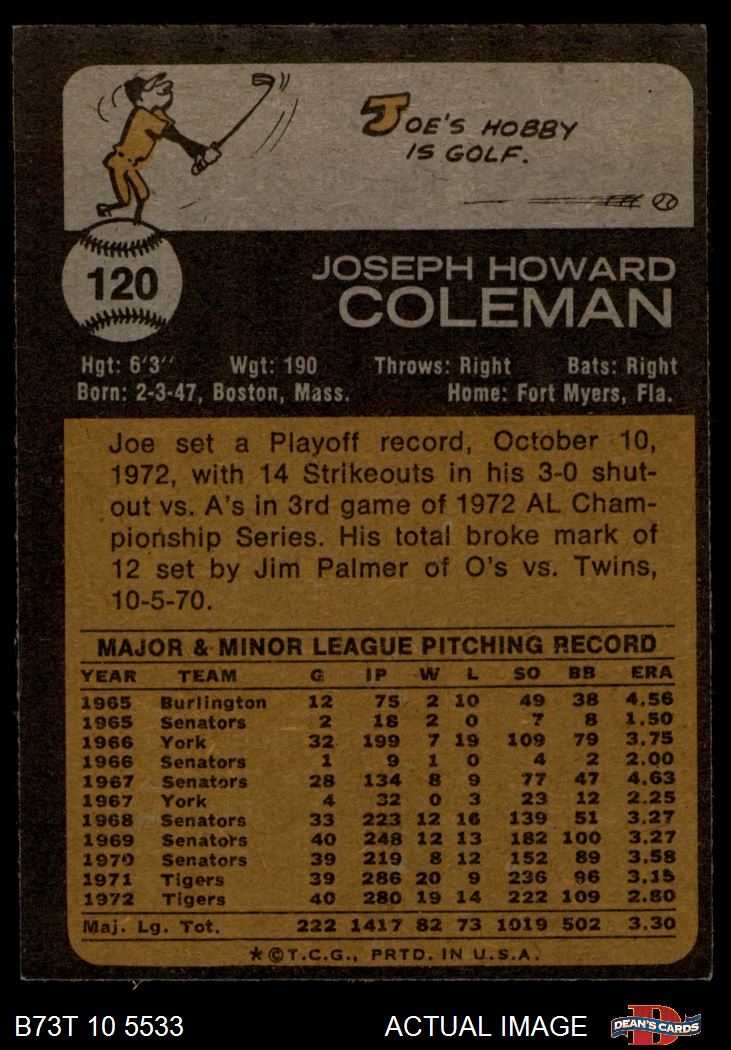 JOE'S HOBBY
IS GOLF.
120
JOSEPH HOWARD
COLEMAN
Hgt: 6'3" Wgt: 190 Throws: Right Bats: Right
Born: 2-3-47, Boston, Mass. Home: Fort Myers, Fla.
Joe set a Playoff record, October 10,
1972, with 14 Strikeouts in his 3-0 shut-
out vs. A's in 3rd game of 1972 AL Cham-
pionship Series. His total broke mark of
12 set by Jim Palmer of O's vs. Twins,
10-5-70.
MAJOR & MINOR LEAGUE PITCHING RECORD
YEAR TEAM G IP W L SO BB ERA
1965 Burlington 12 75 2 10 49 38 4.56
1965 Senators 2 18 2 0 7 8 1.50
1966 York 32 199 7 19 109 79 3.75
1966 Senators 1 9 1 0 4 2 2.00
1967 Senators 28 134 8 9 77 47 4.63
1967 York 4 32 0 3 23 12 2.25
1968 Senators 33 223 12 16 139 51 3.27
1969 Senators 40 248 12 13 182 100 3.27
1970 Senators 39 219 8 12 152 89 3.58
1971 Tigers 39 286 20 9 236 96 3.15
1972 Tigers 40 280 19 14 222 109 2.80
Maj. Lg. Tot. 222 1417 82 73 1019 502 3.30
*©T.C.G., PRTD. IN U.S.A.
B73T 10 5533 ACTUAL IMAGE
D
DEAN'S CARDS